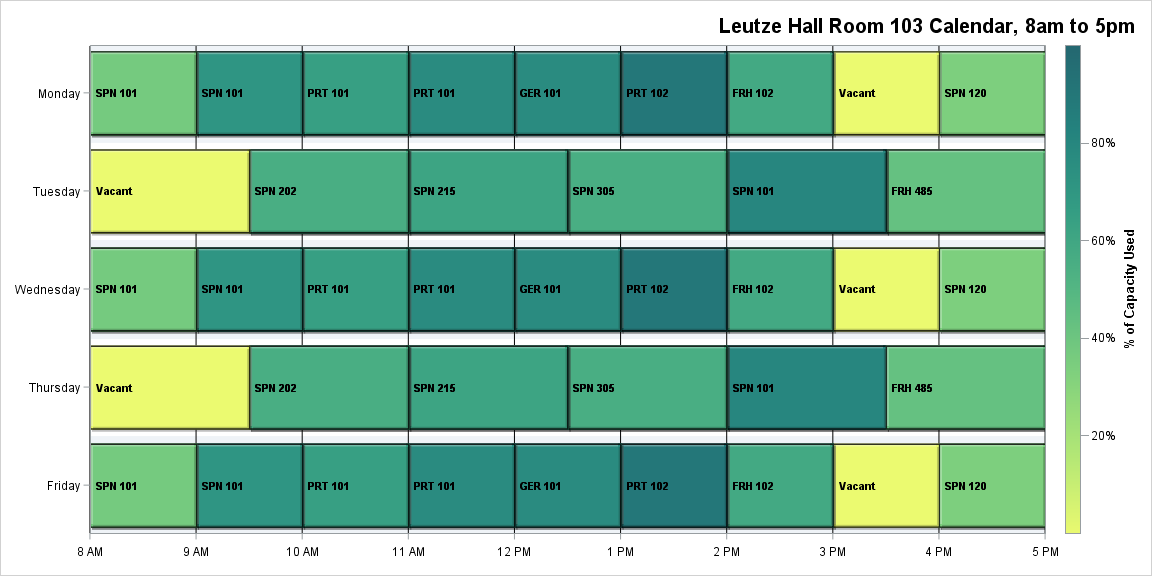 Leutze Hall Room 103 Calendar, 8am to 5pm
Monday SPN 101 SPN 101 PRT 101 PRT 101 GER 101 PRT 102 FRH 102 Vacant SPN 120
80%
Tuesday Vacant SPN 202 SPN 215 SPN 305 SPN 101 FRH 485
60%
Wednesday SPN 101 SPN 101 PRT 101 PRT 101 GER 101 PRT 102 FRH 102 Vacant SPN 120
% of Capacity Used
40%
Thursday Vacant SPN 202 SPN 215 SPN 305 SPN 101 FRH 485
20%
Friday SPN 101 SPN 101 PRT 101 PRT 101 GER 101 PRT 102 FRH 102 Vacant SPN 120
8 AM 9 AM 10 AM 11 AM 12 PM 1 PM 2 PM 3 PM 4 PM 5 PM